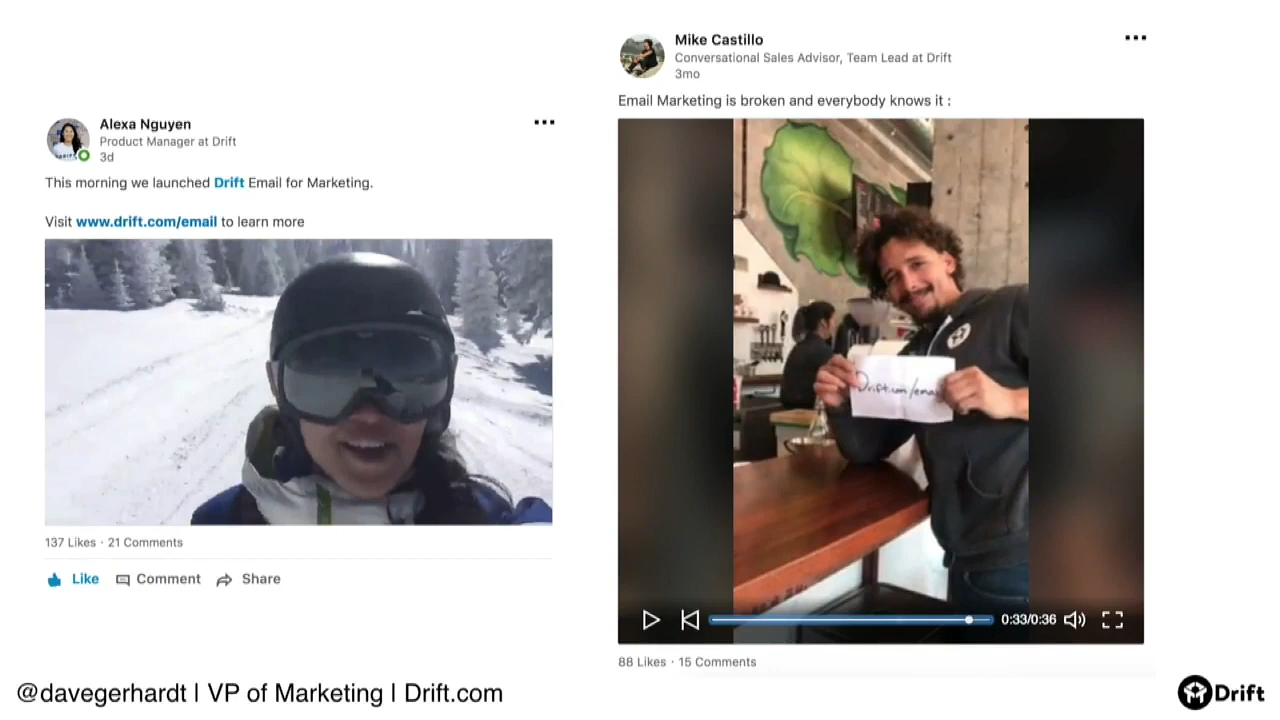 Alexa Nguyen
Product Manager at Drift
3d
This morning we launched Drift Email for Marketing.
Visit www.drift.com/email to learn more
137 Likes · 21 Comments
Like Comment Share
Mike Castillo
Conversational Sales Advisor, Team Lead at Drift
3mo
Email Marketing is broken and everybody knows it :
Drift.com/email
0:33/0:36
88 Likes · 15 Comments
@davegerhardt | VP of Marketing | Drift.com
Drift